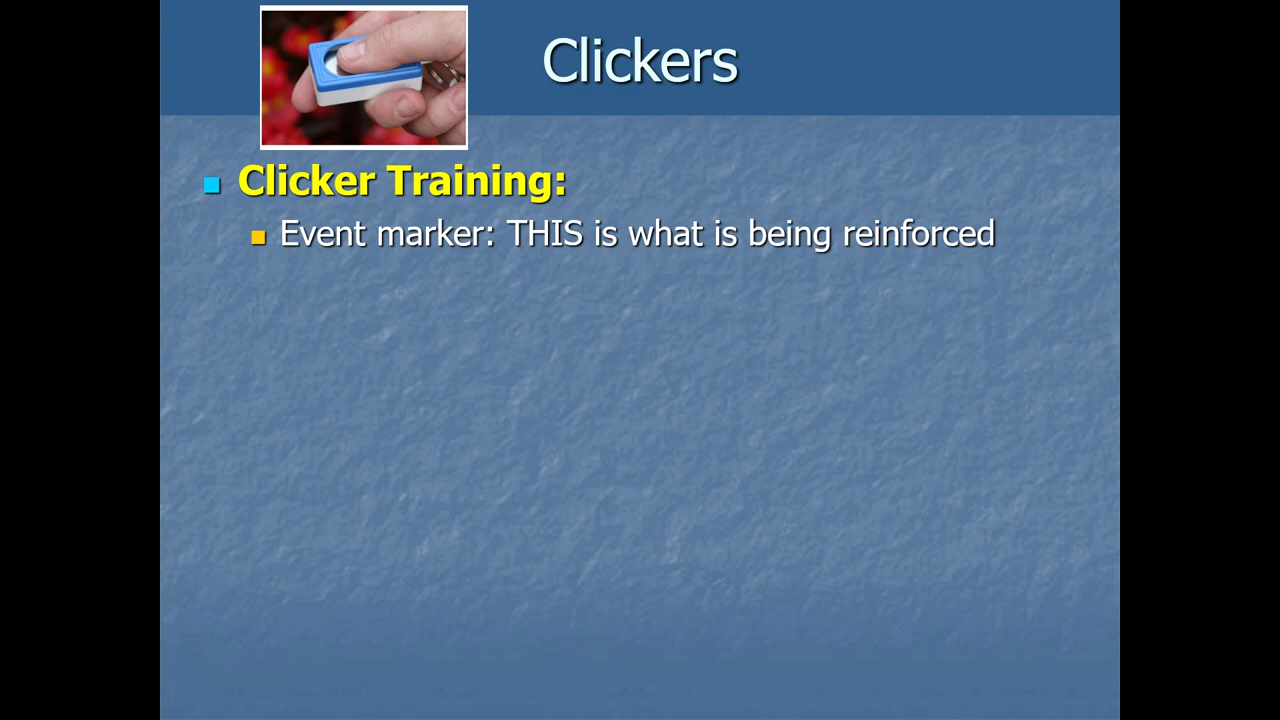 Clickers
Clicker Training:
Event marker: THIS is what is being reinforced